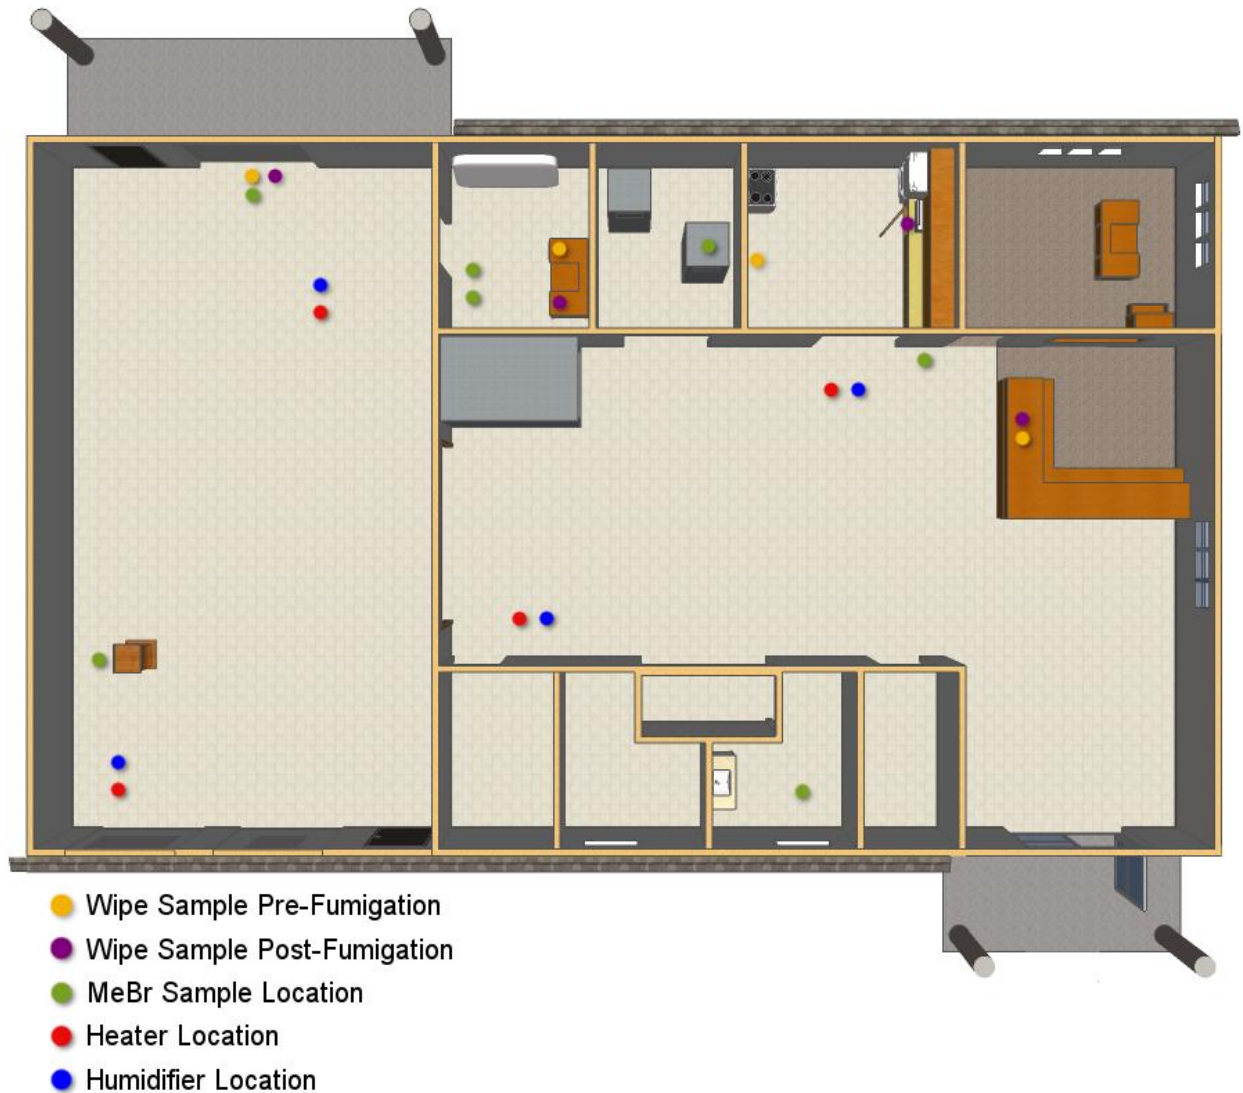 Wipe Sample Pre-Fumigation
Wipe Sample Post-Fumigation
MeBr Sample Location
Heater Location
Humidifier Location